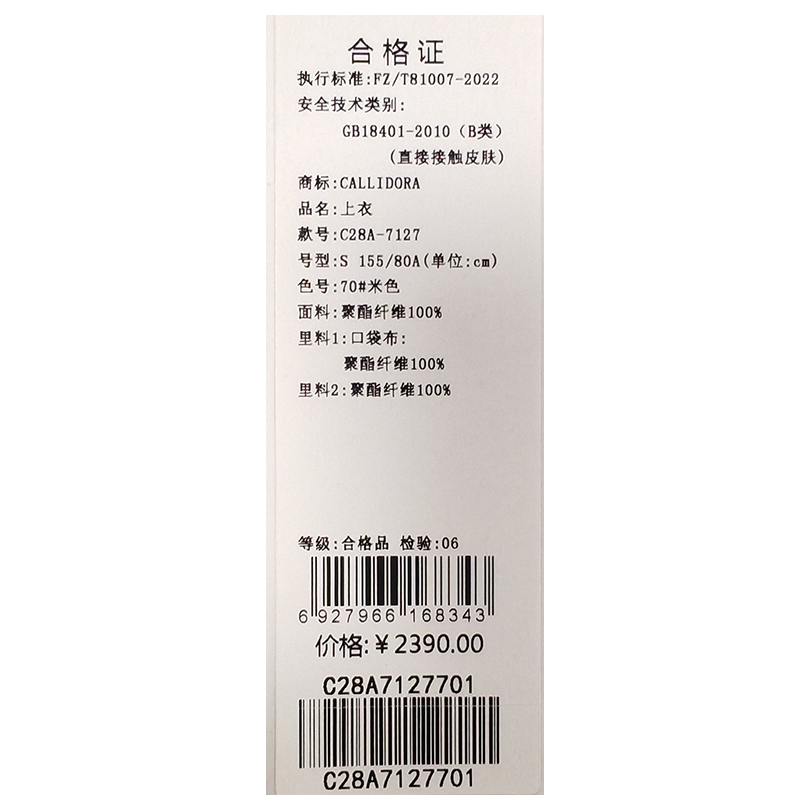 合格证
执行标准:FZ/T81007-2022
安全技术类别:
GB18401-2010(B类)
(直接接触皮肤)
商标:CALLIDORA
品名:上衣
款号:C28A-7127
号型:S 155/80A(单位:cm)
色号:70#米色
面料:聚酯纤维100%
里料1:口袋布:
聚酯纤维100%
里料2:聚酯纤维100%
等级:合格品 检验:06
6 927966 168343
价格:¥2390.00
C28A7127701
C28A7127701